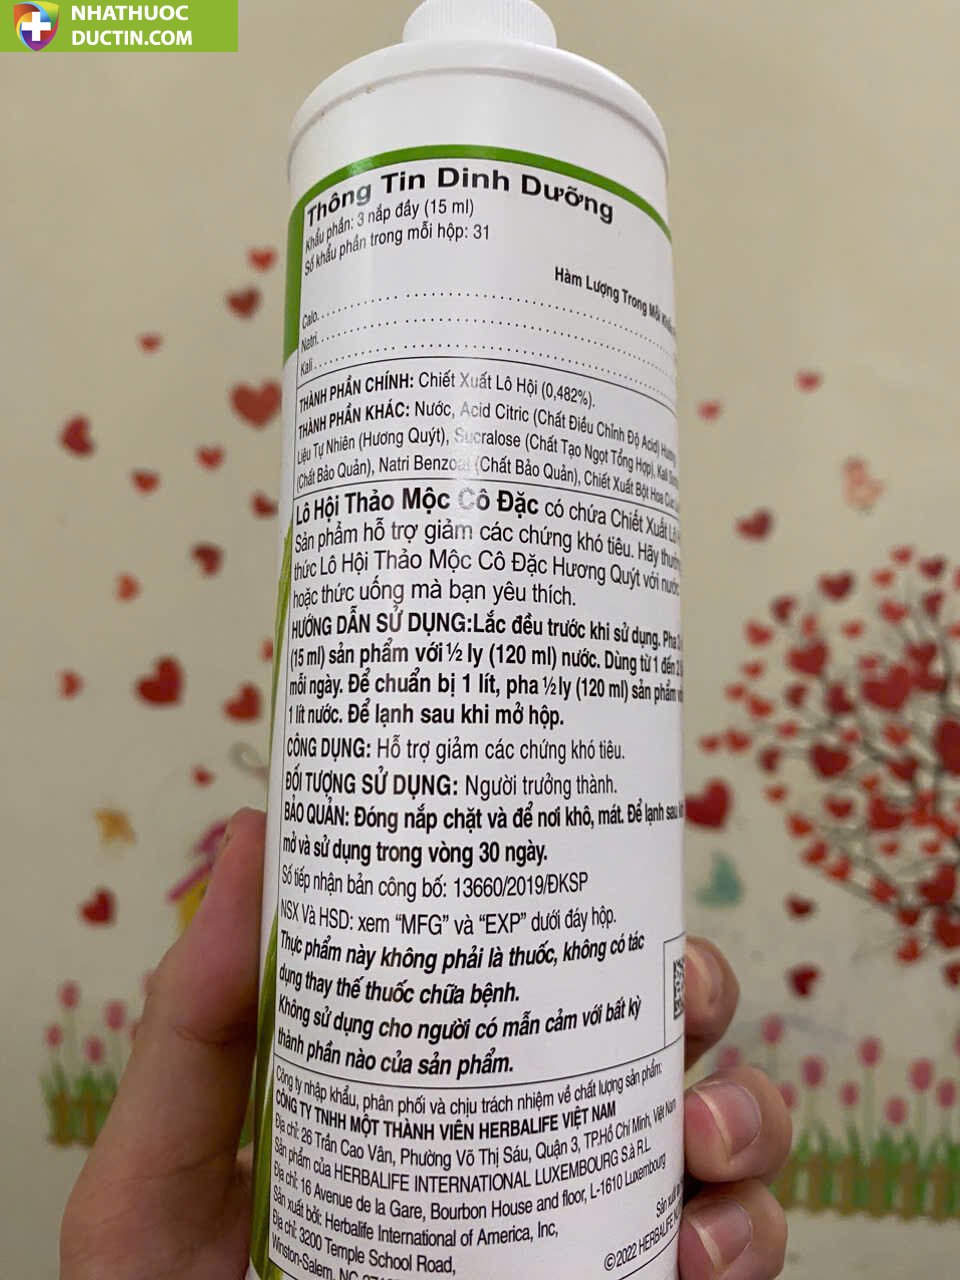 NHATHUOC
DUCTIN.COM
Thông Tin Dinh Dưỡng
Khẩu phần: 3 nắp đầy (15 ml)
Số khẩu phần trong mỗi hộp: 31
Hàm Lượng Trong Mỗi Khẩu
Calo
Natri
Kali
THÀNH PHẦN CHÍNH: Chiết Xuất Lô Hội (0,482%).
THÀNH PHẦN KHÁC: Nước, Acid Citric (Chất Điều Chỉnh Độ Acid) Hương
Liệu Tự Nhiên (Hương Quýt), Sucralose (Chất Tạo Ngọt Tổng Hợp), Kali
(Chất Bảo Quản), Natri Benzoat (Chất Bảo Quản), Chiết Xuất Bột Hoa Cúc
Lô Hội Thảo Mộc Cô Đặc có chứa Chiết Xuất Lô
Sản phẩm hỗ trợ giảm các chứng khó tiêu. Hãy
thức Lô Hội Thảo Mộc Cô Đặc Hương Quýt với nước
hoặc thức uống mà bạn yêu thích.
HƯỚNG DẪN SỬ DỤNG:Lắc đều trước khi sử dụng. Pha
(15 ml) sản phẩm với ½ ly (120 ml) nước. Dùng từ 1 đến 2
mỗi ngày. Để chuẩn bị 1 lít, pha ½ly (120 ml) sản phẩm
1 lít nước. Để lạnh sau khi mở hộp.
CÔNG DỤNG: Hỗ trợ giảm các chứng khó tiêu.
ĐỐI TƯỢNG SỬ DỤNG: Người trưởng thành.
BẢO QUẢN: Đóng nắp chặt và để nơi khô, mát. Để lạnh sau
mở và sử dụng trong vòng 30 ngày.
Số tiếp nhận bản công bố: 13660/2019/ĐKSP
NSX Và HSD: xem “MFG” và “EXP” dưới đáy hộp.
Thực phẩm này không phải là thuốc, không có tác
dụng thay thế thuốc chữa bệnh.
Không sử dụng cho người có mẫn cảm với bất kỳ
thành phần nào của sản phẩm.
Công ty nhập khẩu, phân phối và chịu trách nhiệm về chất lượng sản phẩm:
CÔNG TY TNHH MỘT THÀNH VIÊN HERBALIFE VIỆT NAM
Địa chỉ: 26 Trần Cao Vân, Phường Võ Thị Sáu, Quận 3, TP.Hồ Chí Minh, Việt Nam
Sản phẩm của HERBALIFE INTERNATIONAL LUXEMBOURG S.à R.L
Địa chỉ: 16 Avenue de la Gare, Bourbon House and floor, L-1610 Luxembourg
Sản xuất bởi: Herbalife International of America, Inc,
Địa chỉ: 3200 Temple School Road,
Winston-Salem, NC
Sản xuất
©2022 HERBALIFE